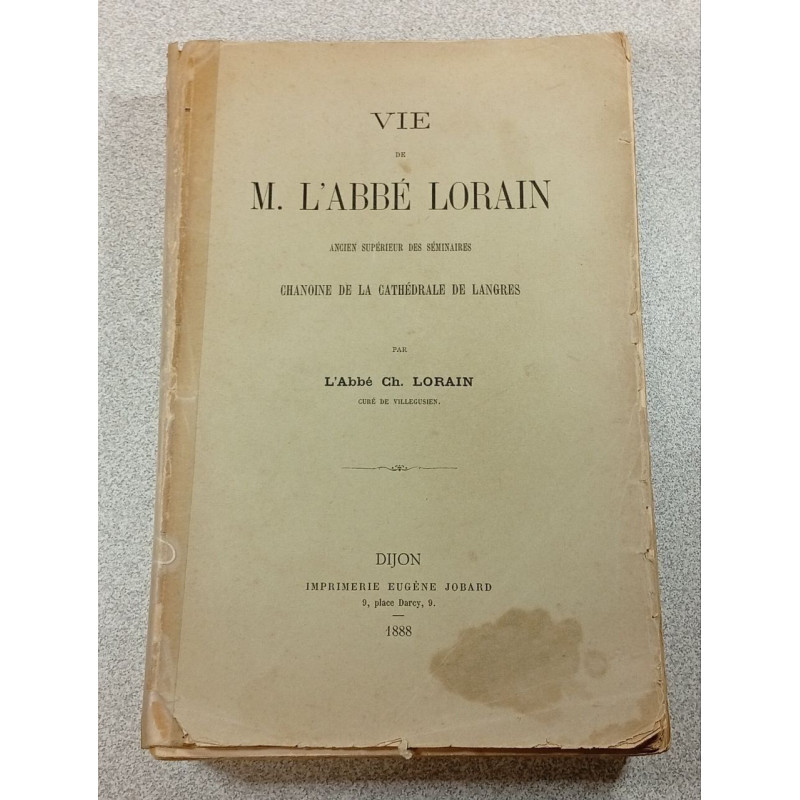 VIE
DE
M. L'ABBÉ LORAIN
ANCIEN SUPÉRIEUR DES SÉMINAIRES
CHANOINE DE LA CATHÉDRALE DE LANGRES
PAR
L'Abbé Ch. LORAIN
CURÉ DE VILLEGUSIEN.
DIJON
IMPRIMERIE EUGÈNE JOBARD
9, place Darcy, 9.
1888